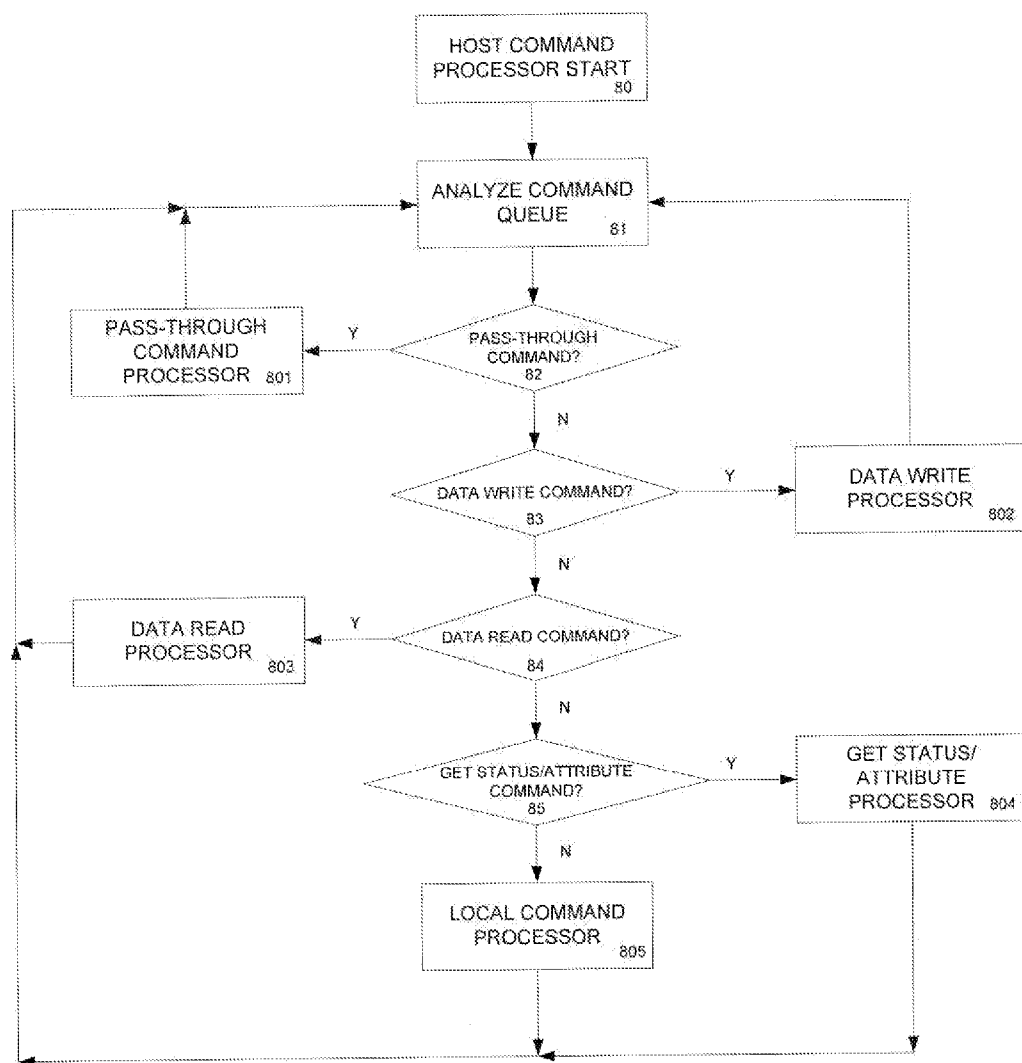 HOST COMMAND
PROCESSOR START
80
ANALYZE COMMAND
QUEUE
81
PASS-THROUGH
COMMAND
PROCESSOR
801
Y
PASS-THROUGH
COMMAND?
82
N
DATA WRITE COMMAND?
83
Y
DATA WRITE
PROCESSOR
802
N
DATA READ
PROCESSOR
803
Y
DATA READ COMMAND?
84
N
GET STATUS/ATTRIBUTE
COMMAND?
85
Y
GET STATUS/
ATTRIBUTE
PROCESSOR
804
N
LOCAL COMMAND
PROCESSOR
805